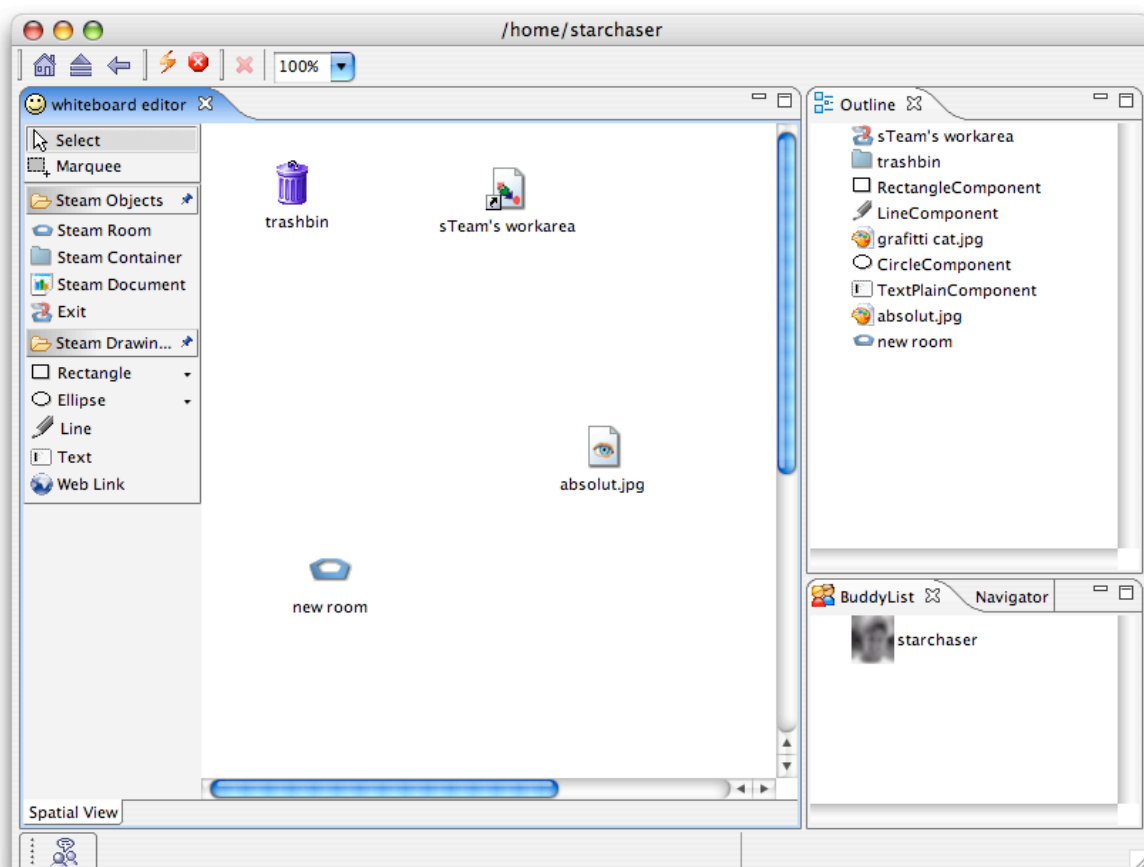 /home/starchaser
100%
whiteboard editor
Select
Marquee
Steam Objects
Steam Room
Steam Container
Steam Document
Exit
Steam Drawin...
Rectangle
Ellipse
Line
Text
Web Link
trashbin
sTeam's workarea
absolut.jpg
new room
Spatial View
Outline
sTeam's workarea
trashbin
RectangleComponent
LineComponent
grafitti cat.jpg
CircleComponent
TextPlainComponent
absolut.jpg
new room
BuddyList
Navigator
starchaser